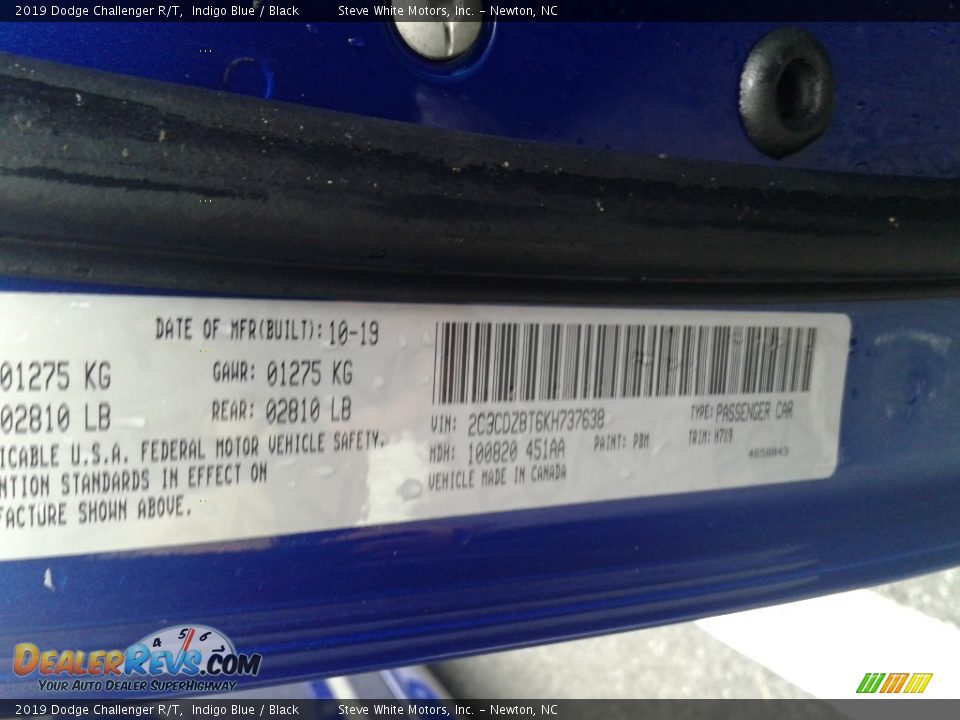 2019 Dodge Challenger R/T, Indigo Blue / Black Steve White Motors, Inc. – Newton, NC
DATE OF MFR(BUILT): 10-19
01275 KG GAWR: 01275 KG
02810 LB REAR: 02810 LB
ICABLE U.S.A. FEDERAL MOTOR VEHICLE SAFETY,
NTION STANDARDS IN EFFECT ON
FACTURE SHOWN ABOVE.
VIN: 2C3CDZBT6KH737638 TYPE: PASSENGER CAR
MDH: 100820 451AA PAINT: PBM TRIM: H7X9
VEHICLE MADE IN CANADA 4658843
4 5 6
DEALERREVS.COM
YOUR AUTO DEALER SUPERHIGHWAY
2019 Dodge Challenger R/T, Indigo Blue / Black Steve White Motors, Inc. – Newton, NC